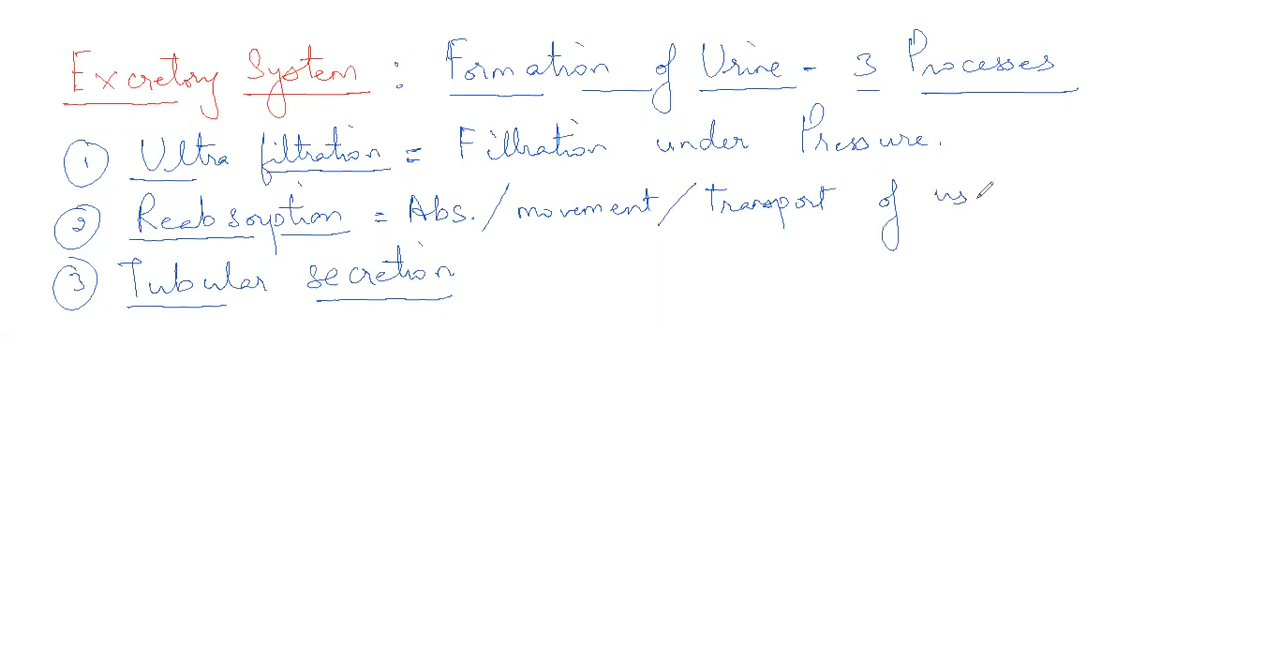 Excretory System : Formation of Urine - 3 Processes
① Ultra filtration = Filtration under Pressure.
② Reabsorption = Abs. / movement / Transport of us
③ Tubular secretion